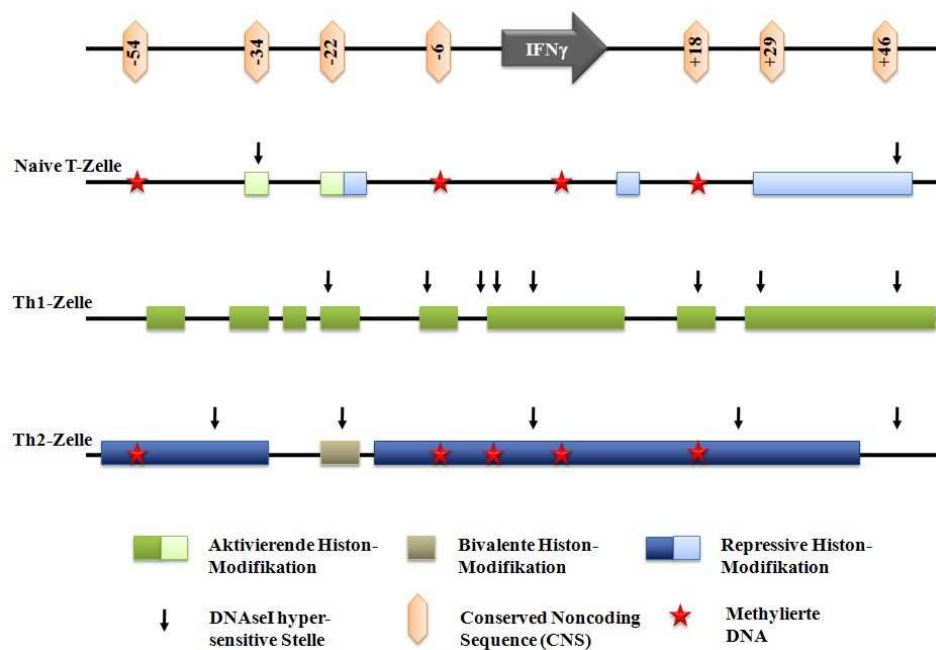 -54 -34 -22 -6 IFNγ +18 +29 +46
Naive T-Zelle
Th1-Zelle
Th2-Zelle
Aktivierende Histon-
Modifikation
Bivalente Histon-
Modifikation
Repressive Histon-
Modifikation
DNAseI hyper-
sensitive Stelle
Conserved Noncoding
Sequence (CNS)
Methylierte
DNA